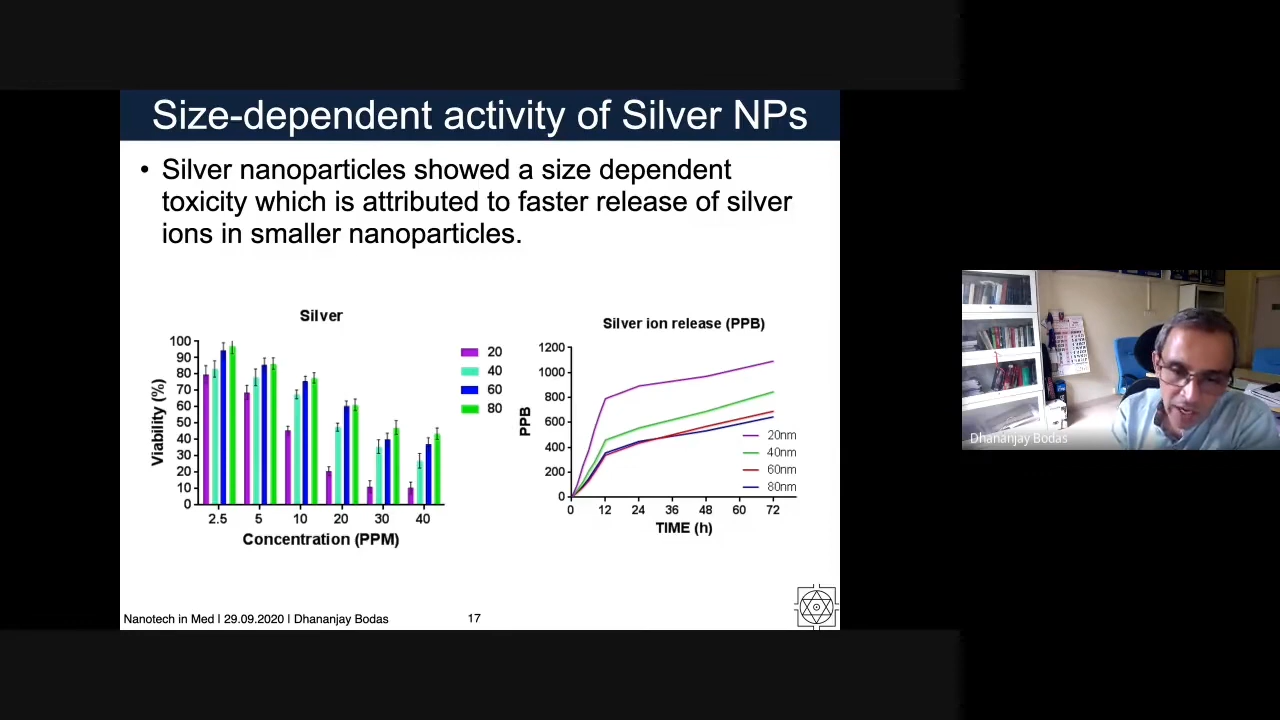 Size-dependent activity of Silver NPs
• Silver nanoparticles showed a size dependent
toxicity which is attributed to faster release of silver
ions in smaller nanoparticles.
Silver
100
90
80
70
60
50
40
30
20
10
0
Viability (%)
2.5 5 10 20 30 40
Concentration (PPM)
20
40
60
80
Silver ion release (PPB)
1200
1000
800
600
400
200
0
PPB
0 12 24 36 48 60 72
TIME (h)
20nm
40nm
60nm
80nm
Nanotech in Med I 29.09.2020 I Dhananjay Bodas
17
Dhananjay Bodas